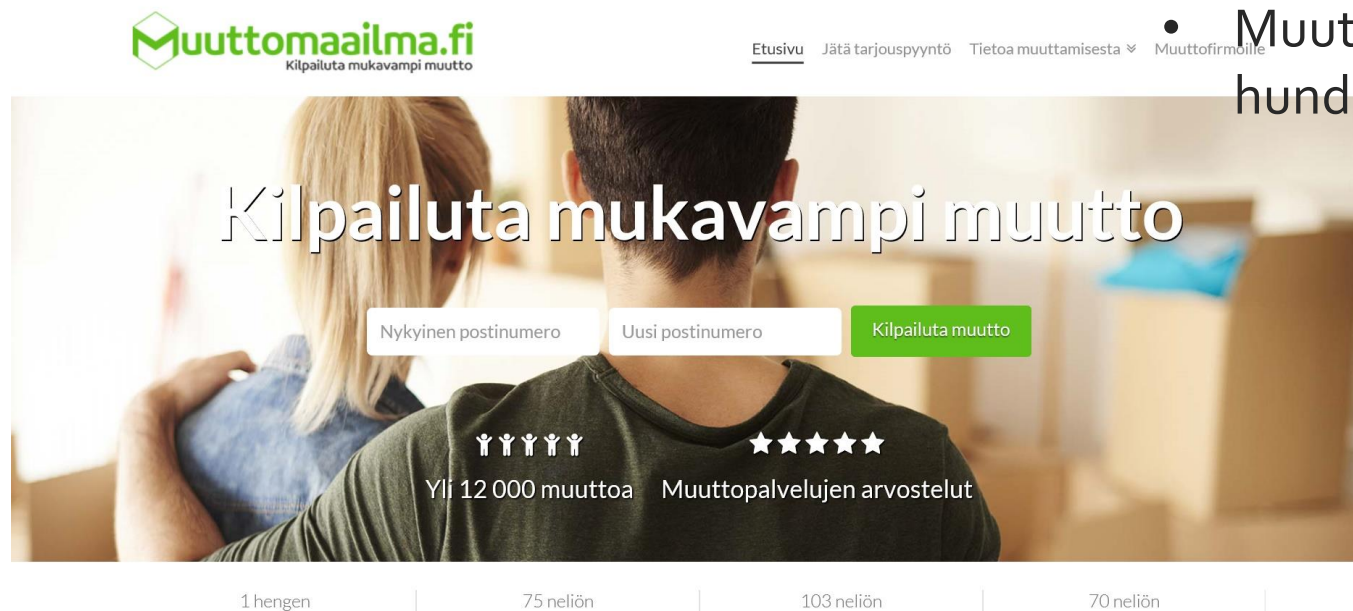 Muuttomaailma.fi
Kilpailuta mukavampi muutto
Etusivu Jätä tarjouspyyntö Tietoa muuttamisesta Muuttofirmoille
• Muut
hund
Kilpailuta mukavampi muutto
Nykyinen postinumero Uusi postinumero Kilpailuta muutto
Yli 12 000 muuttoa Muuttopalvelujen arvostelut
1 hengen 75 neliön 103 neliön 70 neliön